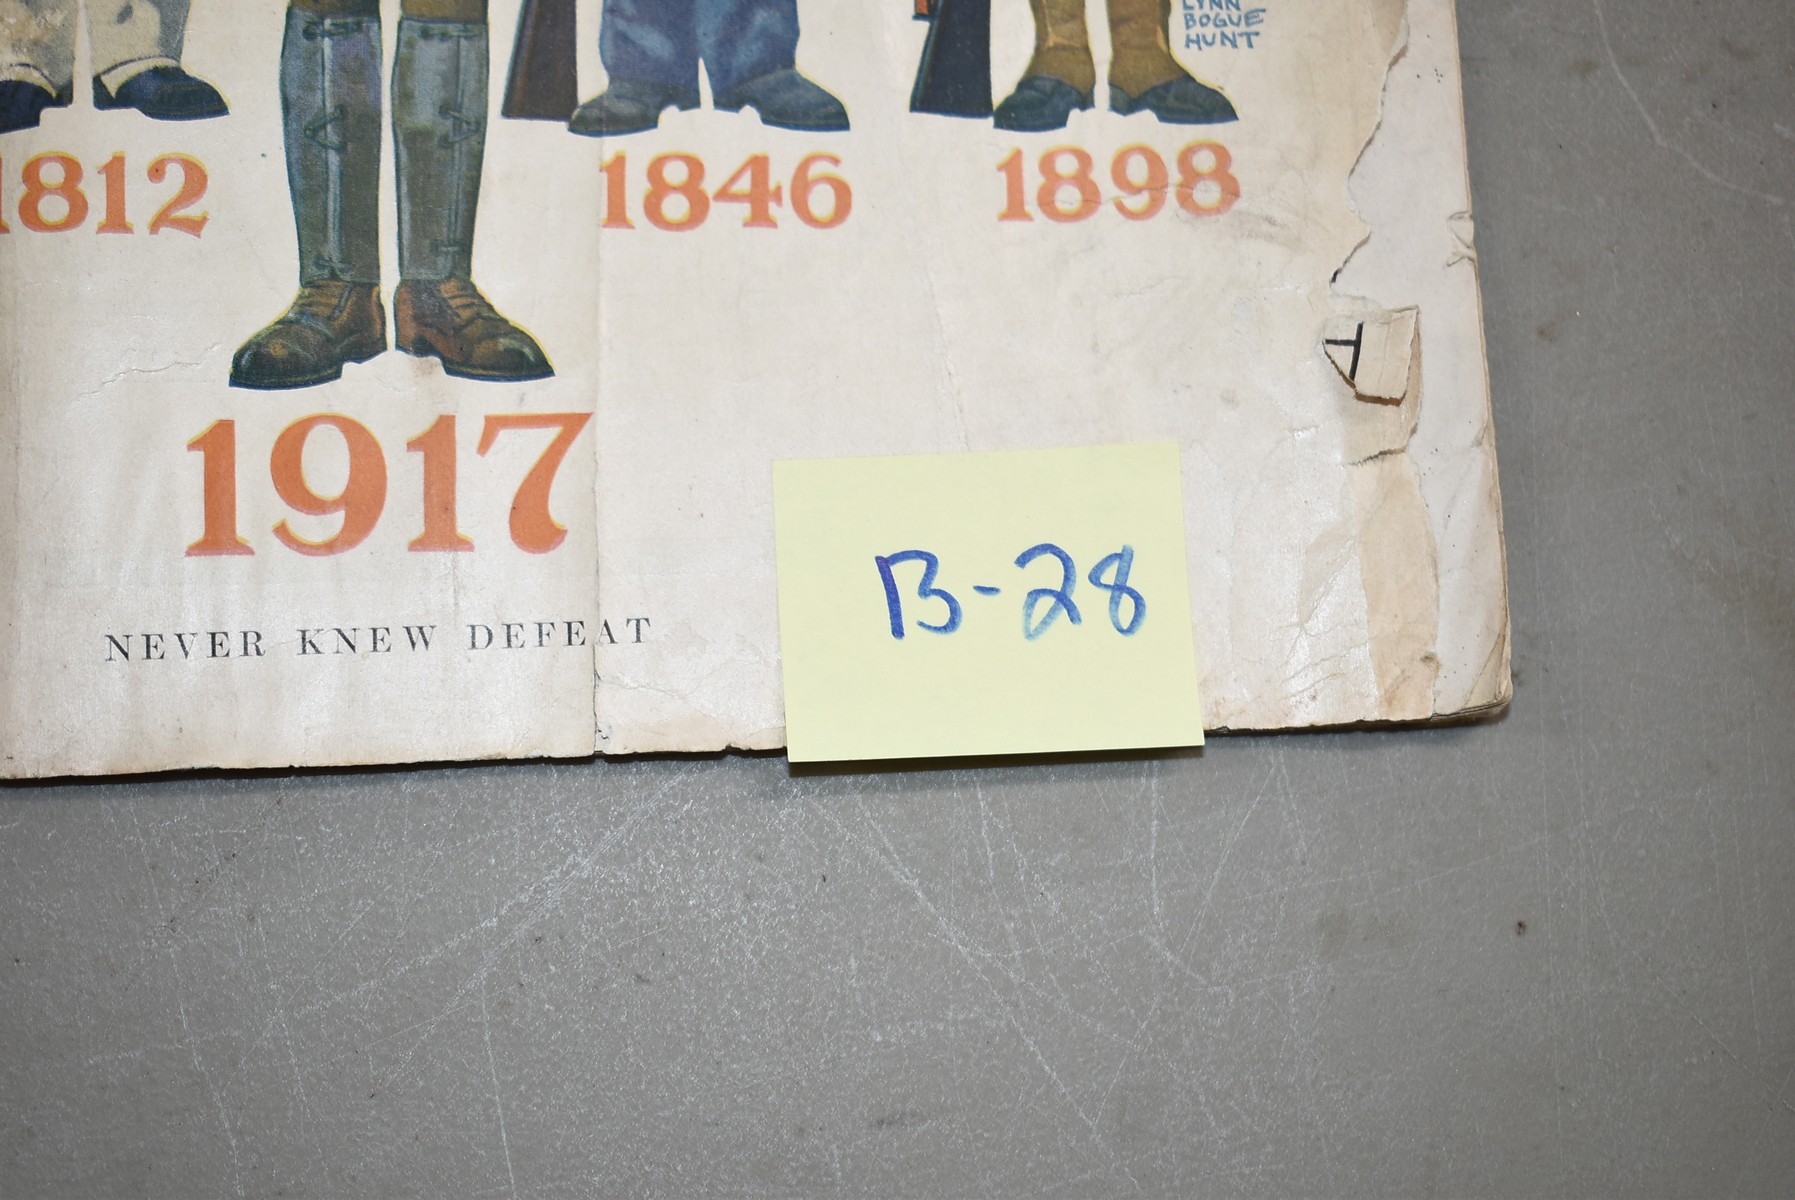 LYNN
BOGUE
HUNT
1812
1846
1898
1917
NEVER KNEW DEFEAT
B-28